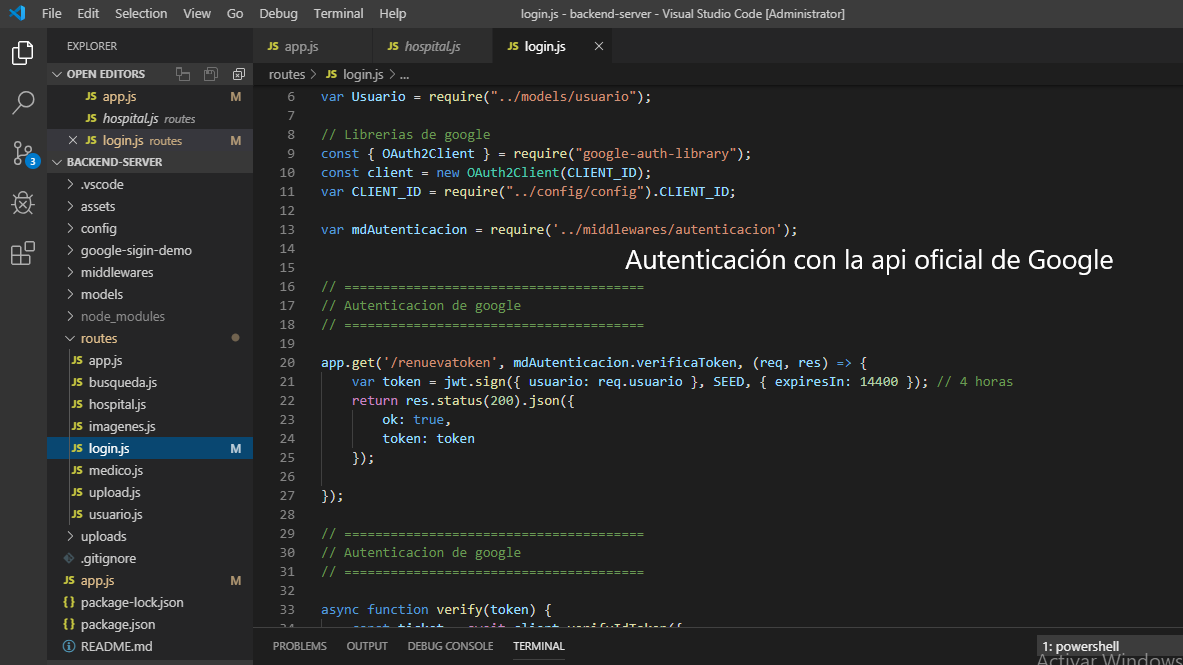 File Edit Selection View Go Debug Terminal Help login.js - backend-server - Visual Studio Code [Administrator]
EXPLORER
OPEN EDITORS
JS app.js M
JS hospital.js routes
JS login.js routes M
BACKEND-SERVER
.vscode
assets
config
google-sigin-demo
middlewares
models
node_modules
routes
JS app.js
JS busqueda.js
JS hospital.js
JS imagenes.js
JS login.js M
JS medico.js
JS upload.js
JS usuario.js
uploads
.gitignore
JS app.js M
{} package-lock.json
{} package.json
README.md
3
JS app.js JS hospital.js JS login.js
routes > JS login.js > ...
6 var Usuario = require("../models/usuario");
7
8 // Librerias de google
9 const { OAuth2Client } = require("google-auth-library");
10 const client = new OAuth2Client(CLIENT_ID);
11 var CLIENT_ID = require("../config/config").CLIENT_ID;
12
13 var mdAutenticacion = require('../middlewares/autenticacion');
14
Autenticación con la api oficial de Google
15
16 // =======================================
17 // Autenticacion de google
18 // =======================================
19
20 app.get('/renuevatoken', mdAutenticacion.verificaToken, (req, res) => {
21 var token = jwt.sign({ usuario: req.usuario }, SEED, { expiresIn: 14400 }); // 4 horas
22 return res.status(200).json({
23 ok: true,
24 token: token
25 });
26
27 });
28
29 // =======================================
30 // Autenticacion de google
31 // =======================================
32
33 async function verify(token) {
34 const ticket = await client.verifyIdToken({
PROBLEMS OUTPUT DEBUG CONSOLE TERMINAL 1: powershell
Activar Windows